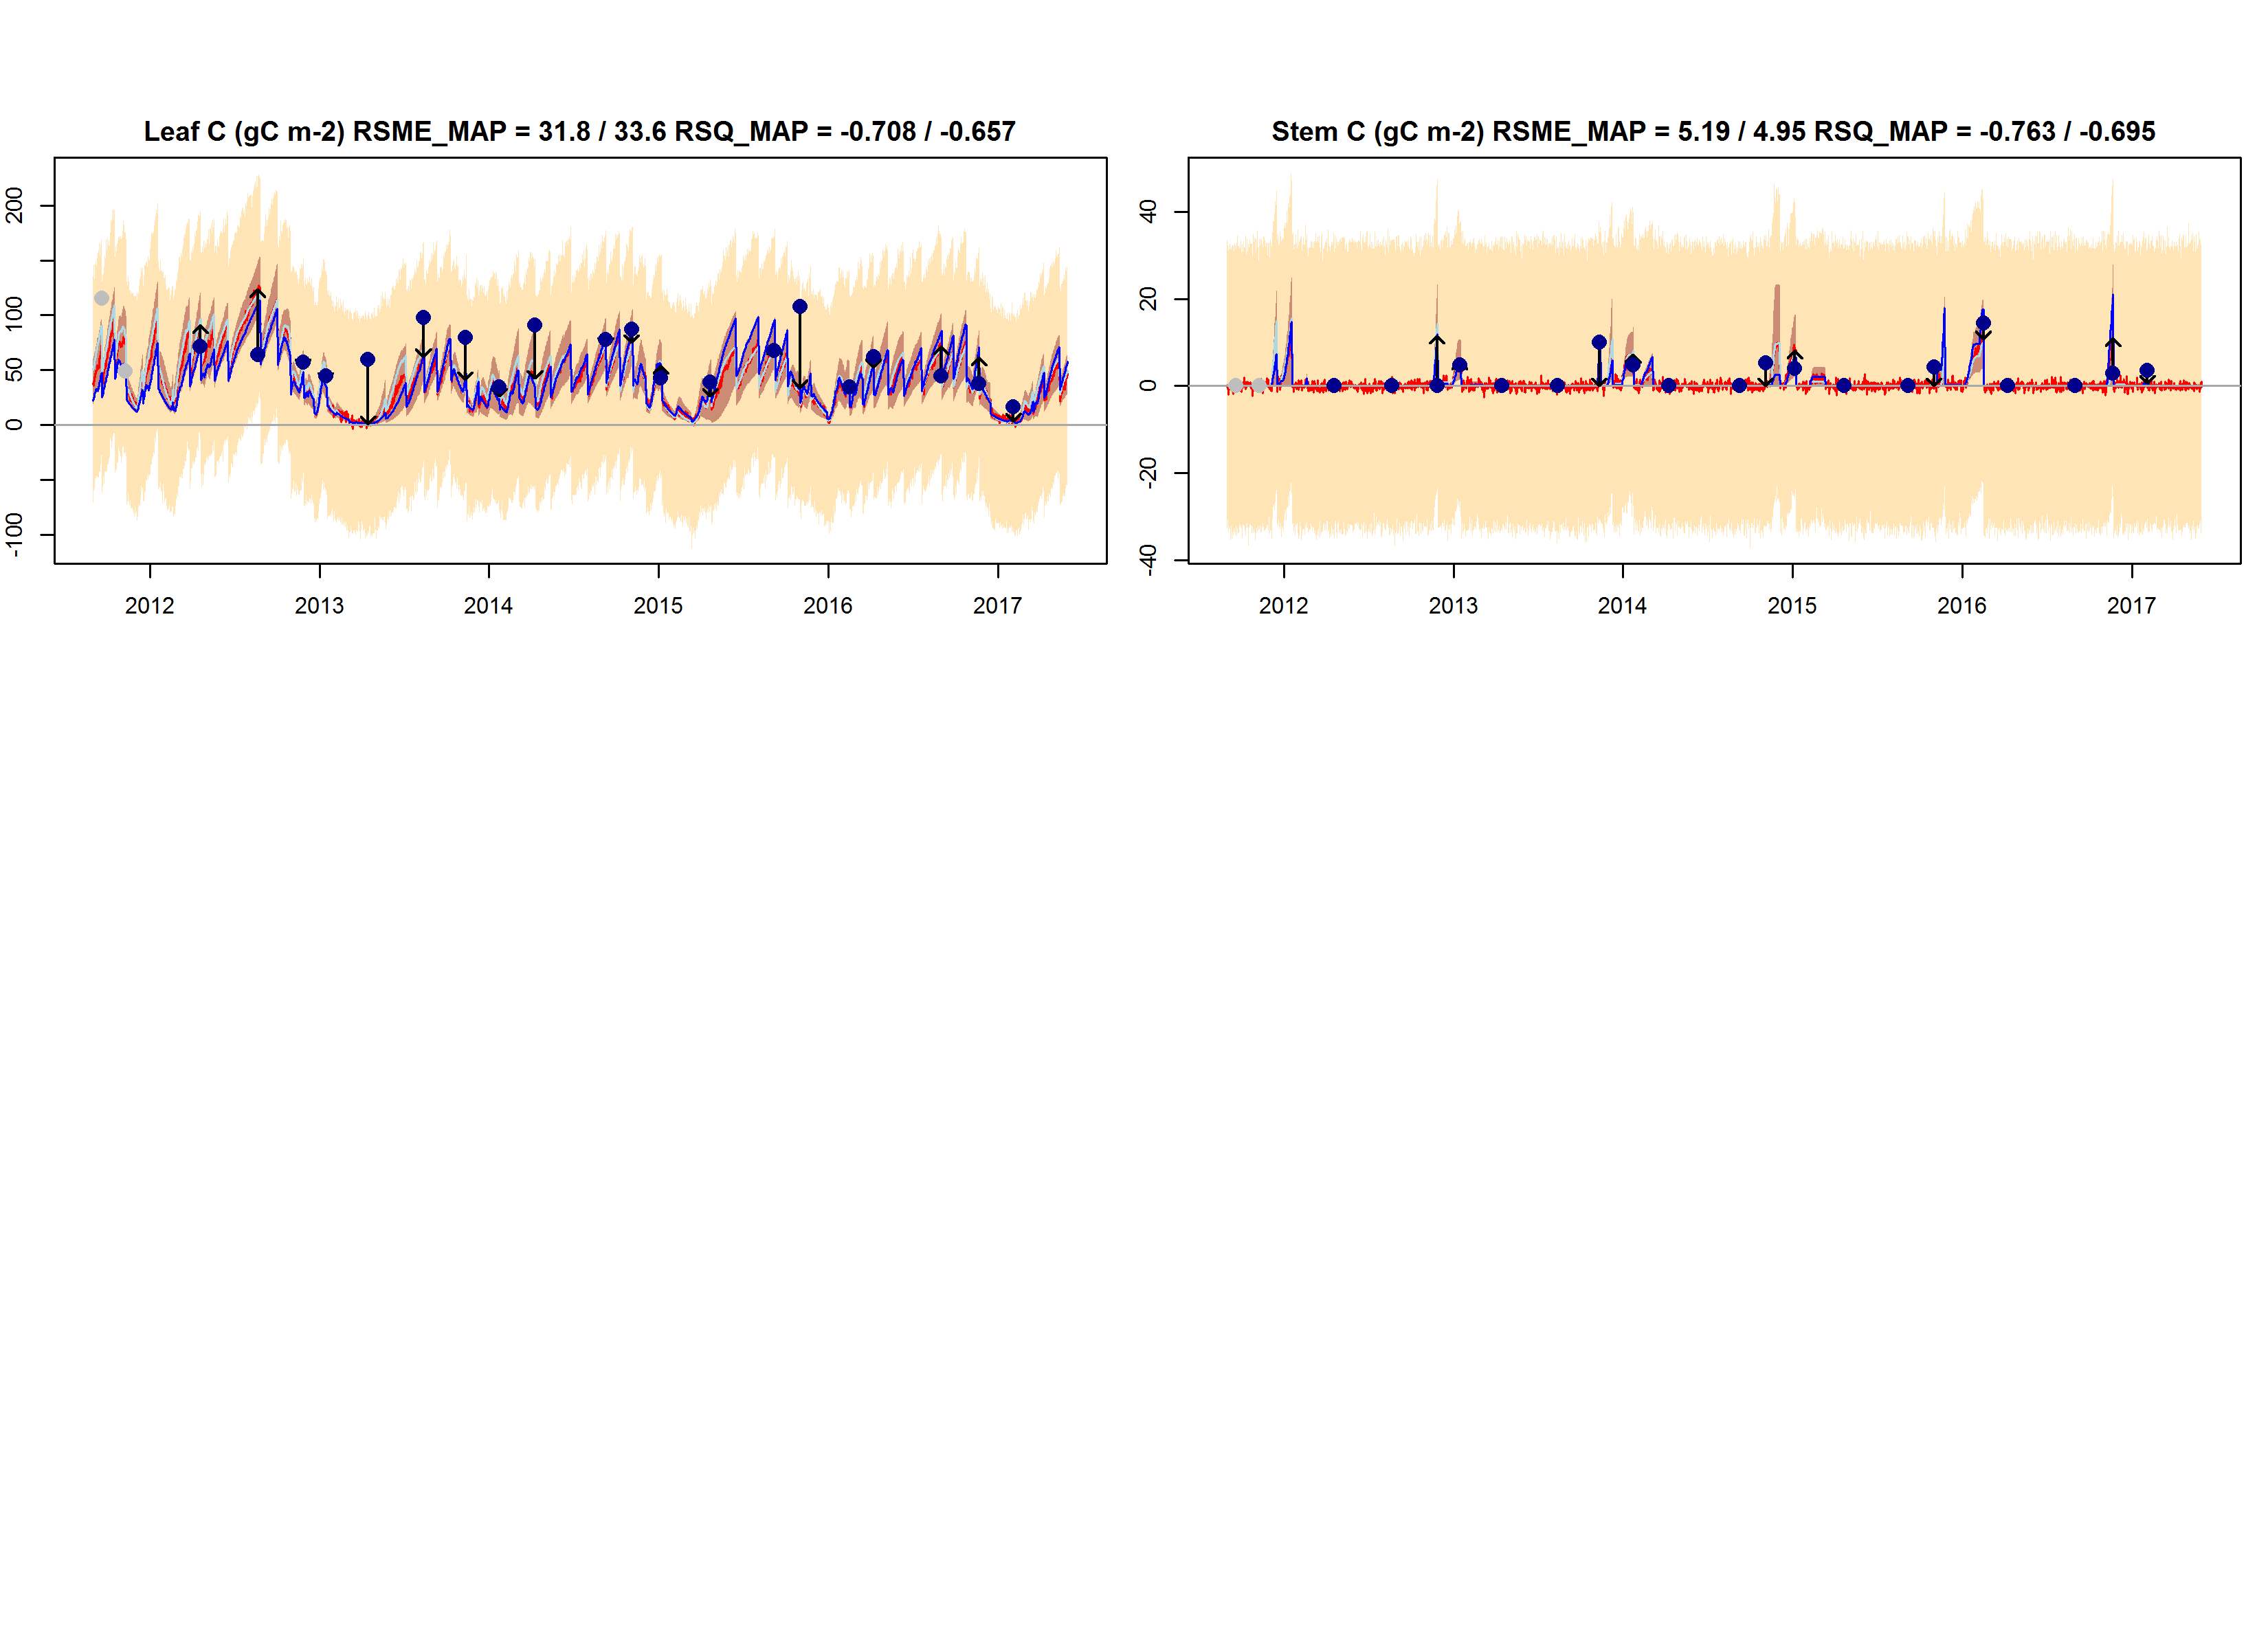 Leaf C (gC m-2) RSME_MAP = 31.8 / 33.6 RSQ_MAP = -0.708 / -0.657
200
100
50
0
-100
2012 2013 2014 2015 2016 2017
Stem C (gC m-2) RSME_MAP = 5.19 / 4.95 RSQ_MAP = -0.763 / -0.695
40
20
0
-20
-40
2012 2013 2014 2015 2016 2017